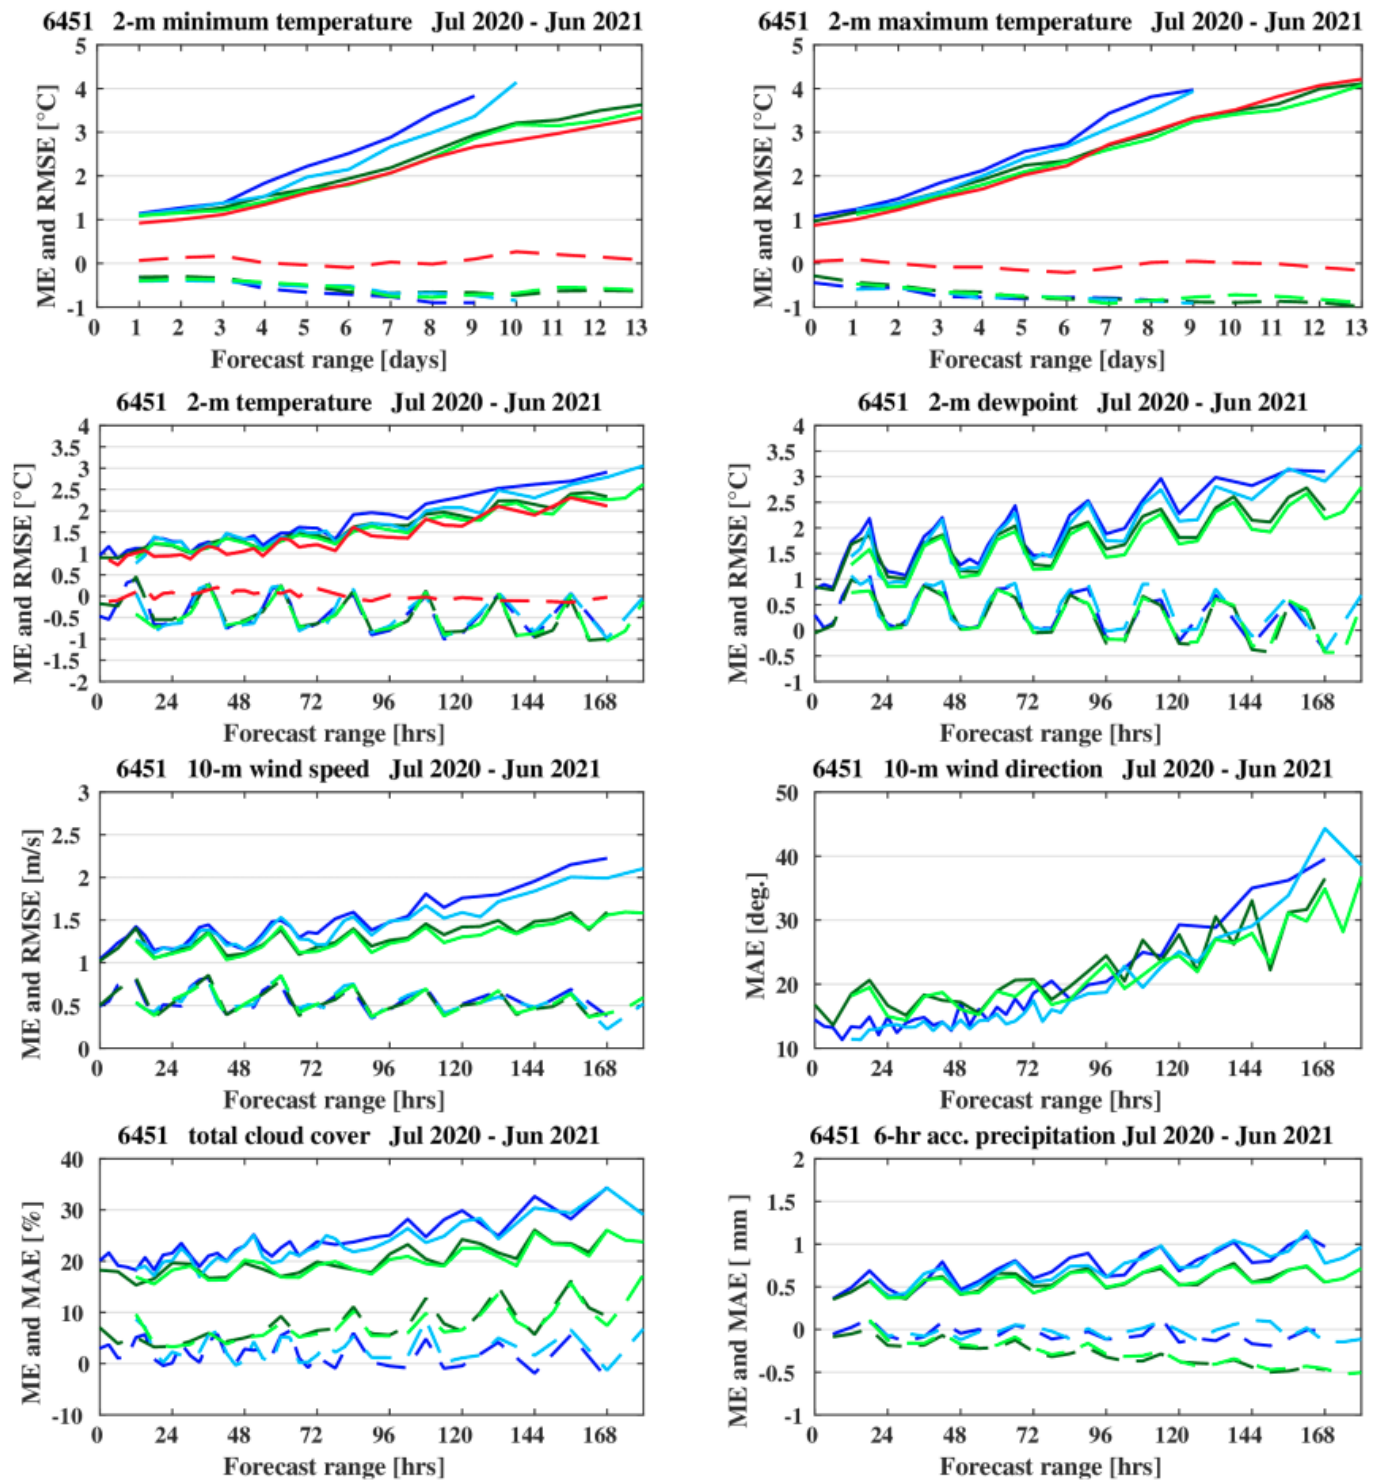 6451 2-m minimum temperature Jul 2020 - Jun 2021
ME and RMSE [°C]
5
4
3
2
1
0
-1
0 1 2 3 4 5 6 7 8 9 10 11 12 13
Forecast range [days]
6451 2-m maximum temperature Jul 2020 - Jun 2021
ME and RMSE [°C]
5
4
3
2
1
0
-1
0 1 2 3 4 5 6 7 8 9 10 11 12 13
Forecast range [days]
6451 2-m temperature Jul 2020 - Jun 2021
ME and RMSE [°C]
4
3.5
3
2.5
2
1.5
1
0.5
0
-0.5
-1
-1.5
-2
0 24 48 72 96 120 144 168
Forecast range [hrs]
6451 2-m dewpoint Jul 2020 - Jun 2021
ME and RMSE [°C]
4
3.5
3
2.5
2
1.5
1
0.5
0
-0.5
-1
0 24 48 72 96 120 144 168
Forecast range [hrs]
6451 10-m wind speed Jul 2020 - Jun 2021
ME and RMSE [m/s]
3
2.5
2
1.5
1
0.5
0
0 24 48 72 96 120 144 168
Forecast range [hrs]
6451 10-m wind direction Jul 2020 - Jun 2021
MAE [deg.]
50
40
30
20
10
0 24 48 72 96 120 144 168
Forecast range [hrs]
6451 total cloud cover Jul 2020 - Jun 2021
ME and MAE [%]
40
30
20
10
0
-10
0 24 48 72 96 120 144 168
Forecast range [hrs]
6451 6-hr acc. precipitation Jul 2020 - Jun 2021
ME and MAE [ mm]
2
1.5
1
0.5
0
-0.5
-1
0 24 48 72 96 120 144 168
Forecast range [hrs]